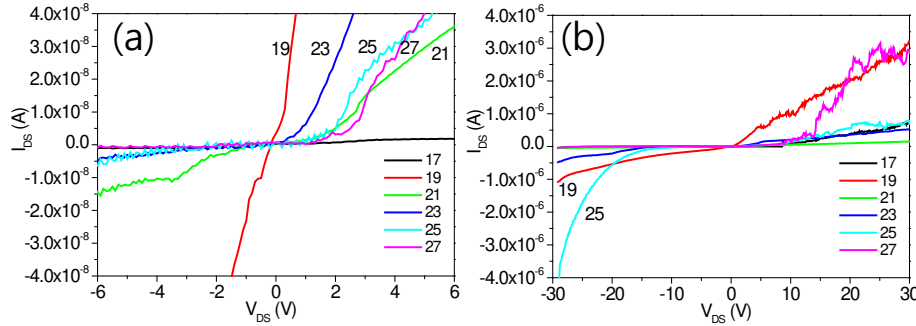 (a)
4.0x10⁻⁸
3.0x10⁻⁸
2.0x10⁻⁸
1.0x10⁻⁸
0.0
-1.0x10⁻⁸
-2.0x10⁻⁸
-3.0x10⁻⁸
-4.0x10⁻⁸
I_DS (A)
19
23
25
27
21
17
19
21
23
25
27
-6
-4
-2
0
2
4
6
V_DS (V)
(b)
4.0x10⁻⁶
3.0x10⁻⁶
2.0x10⁻⁶
1.0x10⁻⁶
0.0
-1.0x10⁻⁶
-2.0x10⁻⁶
-3.0x10⁻⁶
-4.0x10⁻⁶
I_DS (A)
19
25
17
19
21
23
25
27
-30
-20
-10
0
10
20
30
V_DS (V)